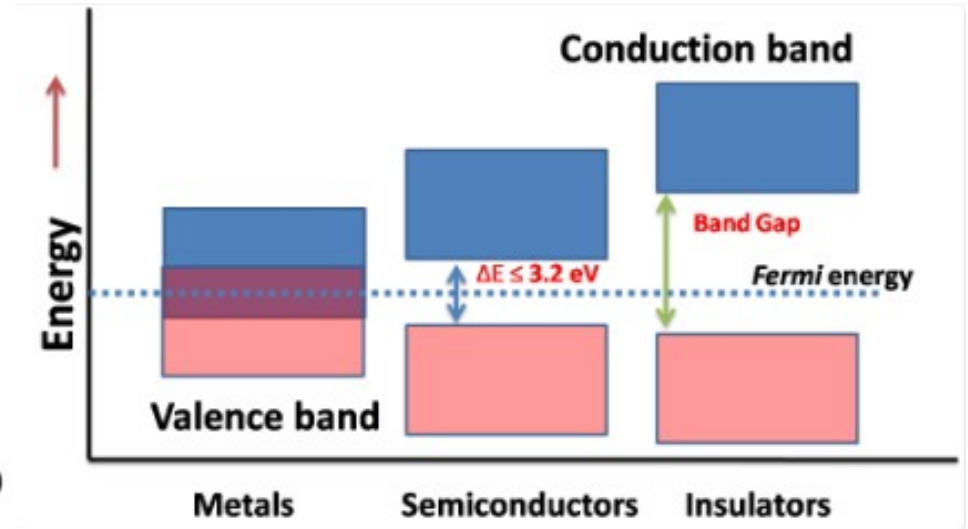 Conduction band
Band Gap
ΔE ≤ 3.2 eV
Fermi energy
Energy
Valence band
Metals
Semiconductors
Insulators
)